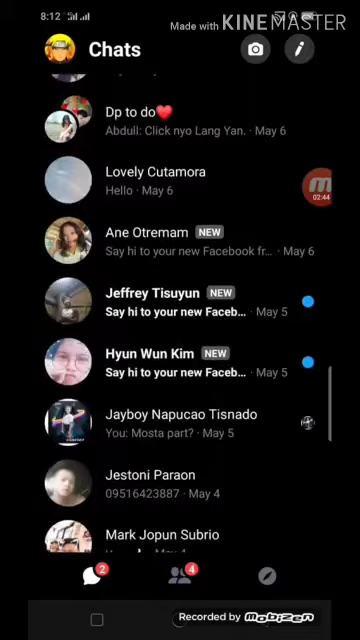 8:12
Made with KINEMASTER
Chats
Dp to do❤️
Abdull: Click nyo Lang Yan. · May 6
Lovely Cutamora
Hello · May 6
02:44
Ane Otremam NEW
Say hi to your new Facebook fr... · May 6
Jeffrey Tisuyun NEW
Say hi to your new Faceb... · May 5
Hyun Wun Kim NEW
Say hi to your new Faceb... · May 5
Jayboy Napucao Tisnado
You: Mosta part? · May 5
Jestoni Paraon
09516423887 · May 4
Mark Jopun Subrio
2
4
Recorded by Mobizen